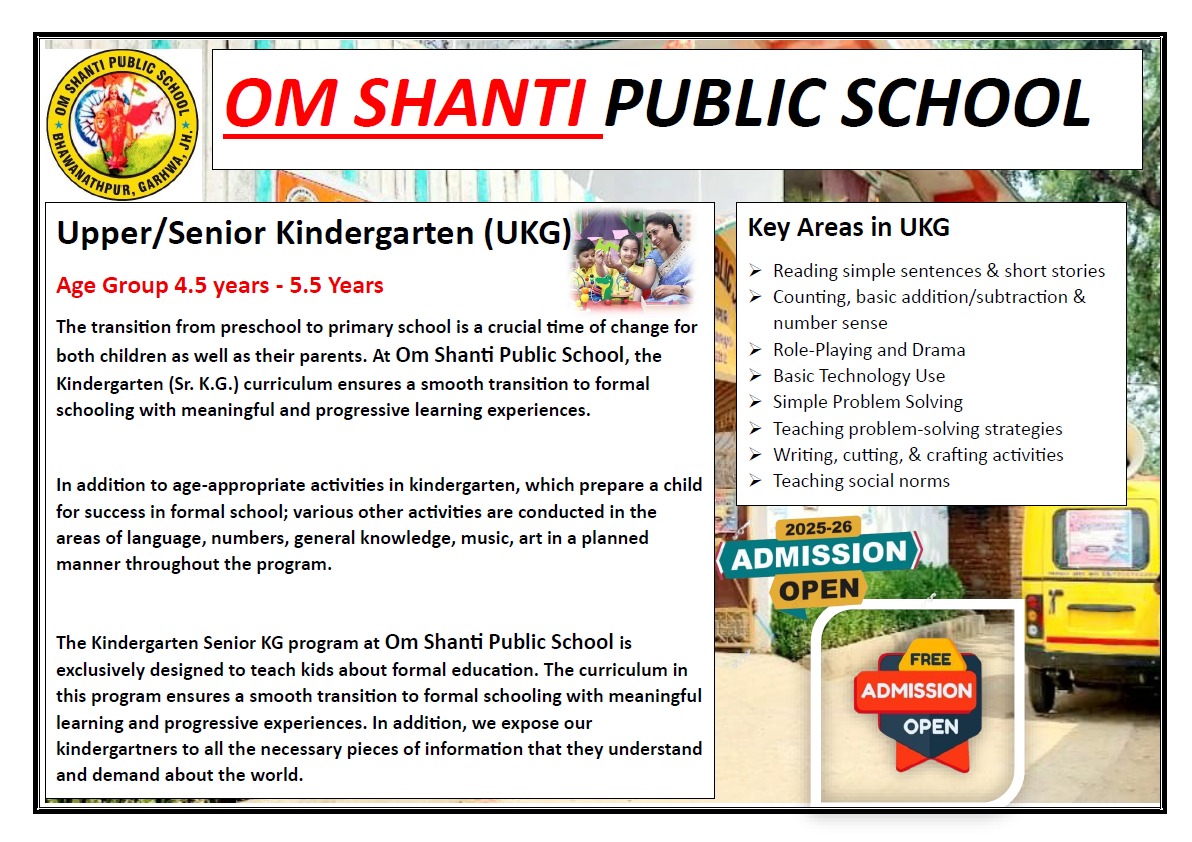 OM SHANTI PUBLIC SCHOOL
BHAWANATHPUR, GARHWA, JH.
OM SHANTI PUBLIC SCHOOL
Upper/Senior Kindergarten (UKG)
Age Group 4.5 years - 5.5 Years
The transition from preschool to primary school is a crucial time of change for
both children as well as their parents. At Om Shanti Public School, the
Kindergarten (Sr. K.G.) curriculum ensures a smooth transition to formal
schooling with meaningful and progressive learning experiences.
In addition to age-appropriate activities in kindergarten, which prepare a child
for success in formal school; various other activities are conducted in the
areas of language, numbers, general knowledge, music, art in a planned
manner throughout the program.
The Kindergarten Senior KG program at Om Shanti Public School is
exclusively designed to teach kids about formal education. The curriculum in
this program ensures a smooth transition to formal schooling with meaningful
learning and progressive experiences. In addition, we expose our
kindergartners to all the necessary pieces of information that they understand
and demand about the world.
Key Areas in UKG
➢ Reading simple sentences & short stories
➢ Counting, basic addition/subtraction &
number sense
➢ Role-Playing and Drama
➢ Basic Technology Use
➢ Simple Problem Solving
➢ Teaching problem-solving strategies
➢ Writing, cutting, & crafting activities
➢ Teaching social norms
2025-26
ADMISSION
OPEN
FREE
ADMISSION
OPEN